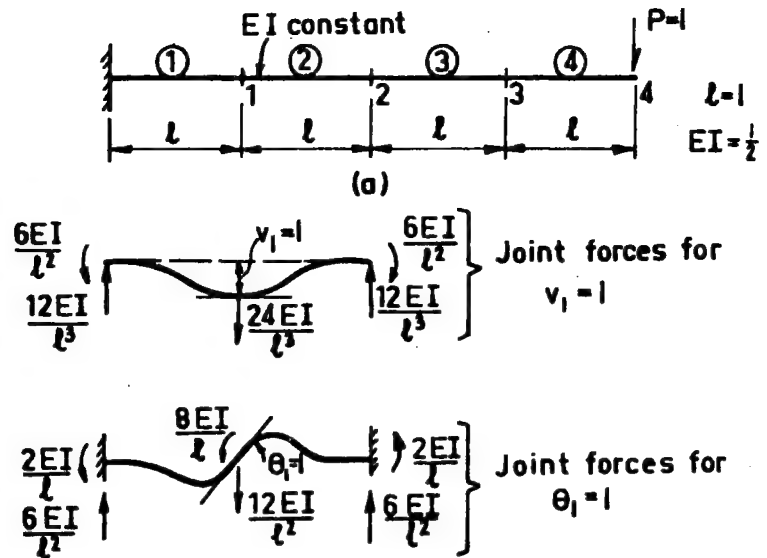 EI constant
P=1
① ② ③ ④
1 2 3 4
l=1
l l l l
EI=½
(a)
6EI/l²
v₁=1
6EI/l²
Joint forces for
12EI/l³
24EI/l³
12EI/l³
v₁=1
8EI/l
2EI/l
θ₁=1
2EI/l
Joint forces for
6EI/l²
12EI/l²
6EI/l²
θ₁=1